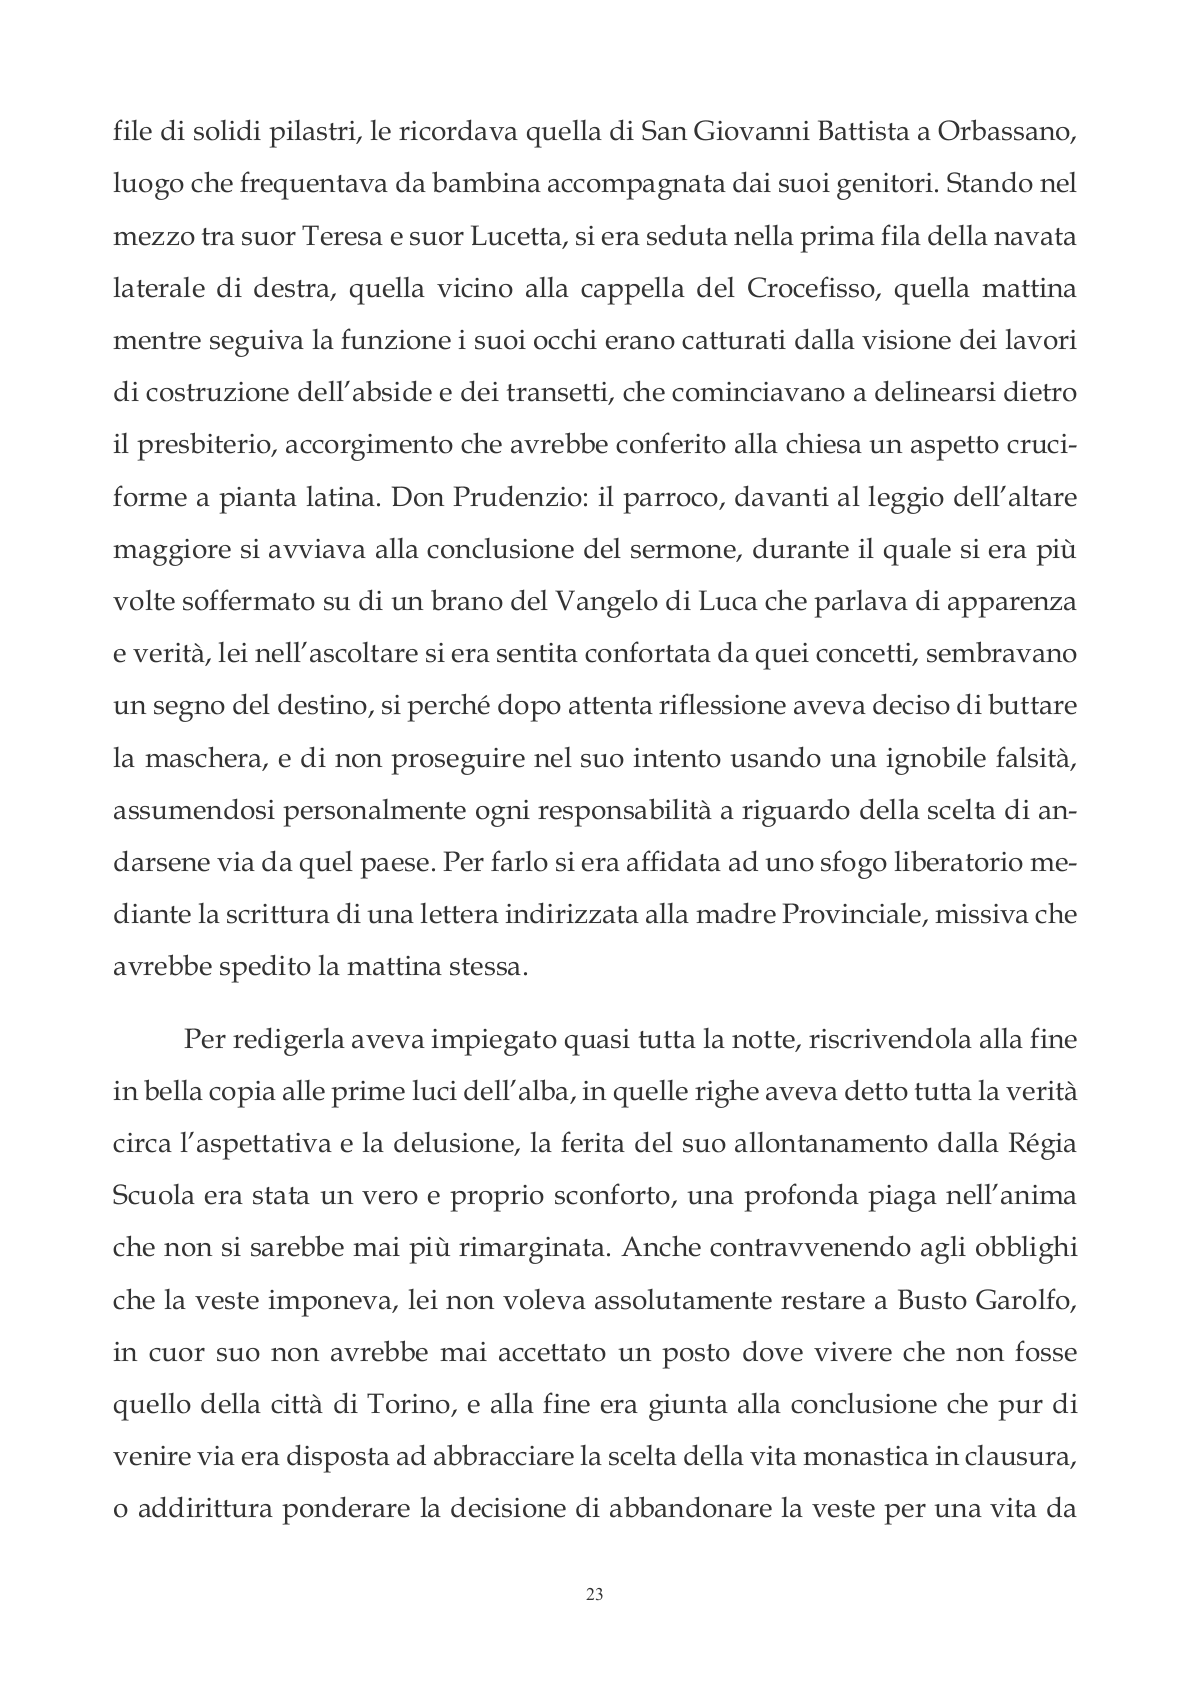 file di solidi pilastri, le ricordava quella di San Giovanni Battista a Orbassano,
luogo che frequentava da bambina accompagnata dai suoi genitori. Stando nel
mezzo tra suor Teresa e suor Lucetta, si era seduta nella prima fila della navata
laterale di destra, quella vicino alla cappella del Crocefisso, quella mattina
mentre seguiva la funzione i suoi occhi erano catturati dalla visione dei lavori
di costruzione dell’abside e dei transetti, che cominciavano a delinearsi dietro
il presbiterio, accorgimento che avrebbe conferito alla chiesa un aspetto cruci-
forme a pianta latina. Don Prudenzio: il parroco, davanti al leggio dell’altare
maggiore si avviava alla conclusione del sermone, durante il quale si era più
volte soffermato su di un brano del Vangelo di Luca che parlava di apparenza
e verità, lei nell’ascoltare si era sentita confortata da quei concetti, sembravano
un segno del destino, si perché dopo attenta riflessione aveva deciso di buttare
la maschera, e di non proseguire nel suo intento usando una ignobile falsità,
assumendosi personalmente ogni responsabilità a riguardo della scelta di an-
darsene via da quel paese. Per farlo si era affidata ad uno sfogo liberatorio me-
diante la scrittura di una lettera indirizzata alla madre Provinciale, missiva che
avrebbe spedito la mattina stessa.
Per redigerla aveva impiegato quasi tutta la notte, riscrivendola alla fine
in bella copia alle prime luci dell’alba, in quelle righe aveva detto tutta la verità
circa l’aspettativa e la delusione, la ferita del suo allontanamento dalla Régia
Scuola era stata un vero e proprio sconforto, una profonda piaga nell’anima
che non si sarebbe mai più rimarginata. Anche contravvenendo agli obblighi
che la veste imponeva, lei non voleva assolutamente restare a Busto Garolfo,
in cuor suo non avrebbe mai accettato un posto dove vivere che non fosse
quello della città di Torino, e alla fine era giunta alla conclusione che pur di
venire via era disposta ad abbracciare la scelta della vita monastica in clausura,
o addirittura ponderare la decisione di abbandonare la veste per una vita da
23